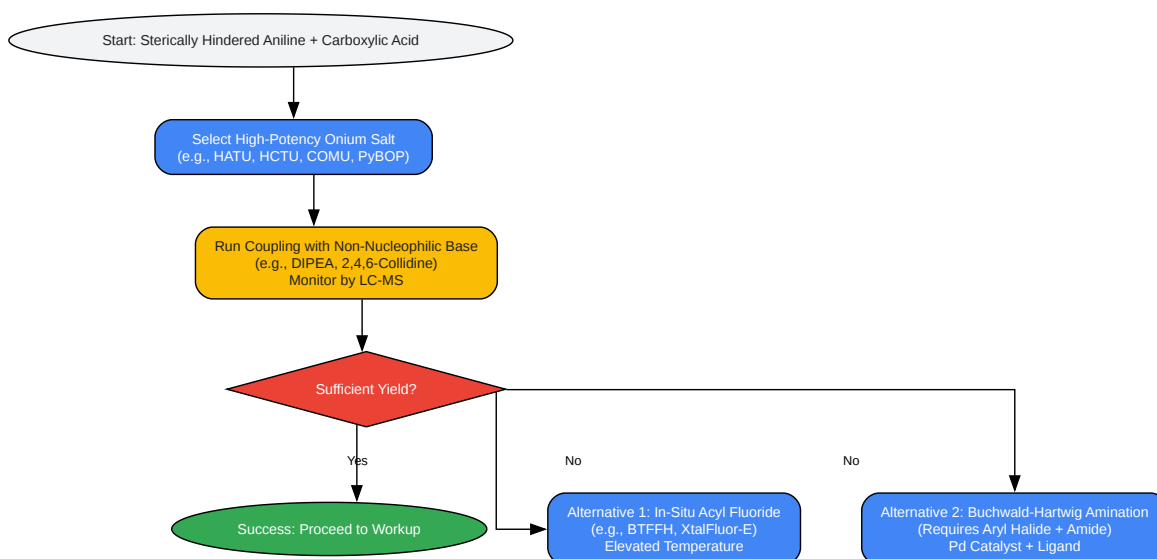 Start: Sterically Hindered Aniline + Carboxylic Acid
Select High-Potency Onium Salt
(e.g., HATU, HCTU, COMU, PyBOP)
Run Coupling with Non-Nucleophilic Base
(e.g., DIPEA, 2,4,6-Collidine)
Monitor by LC-MS
Sufficient Yield?
Yes
No
No
Success: Proceed to Workup
Alternative 1: In-Situ Acyl Fluoride
(e.g., BTFFH, XtalFluor-E)
Elevated Temperature
Alternative 2: Buchwald-Hartwig Amination
(Requires Aryl Halide + Amide)
Pd Catalyst + Ligand